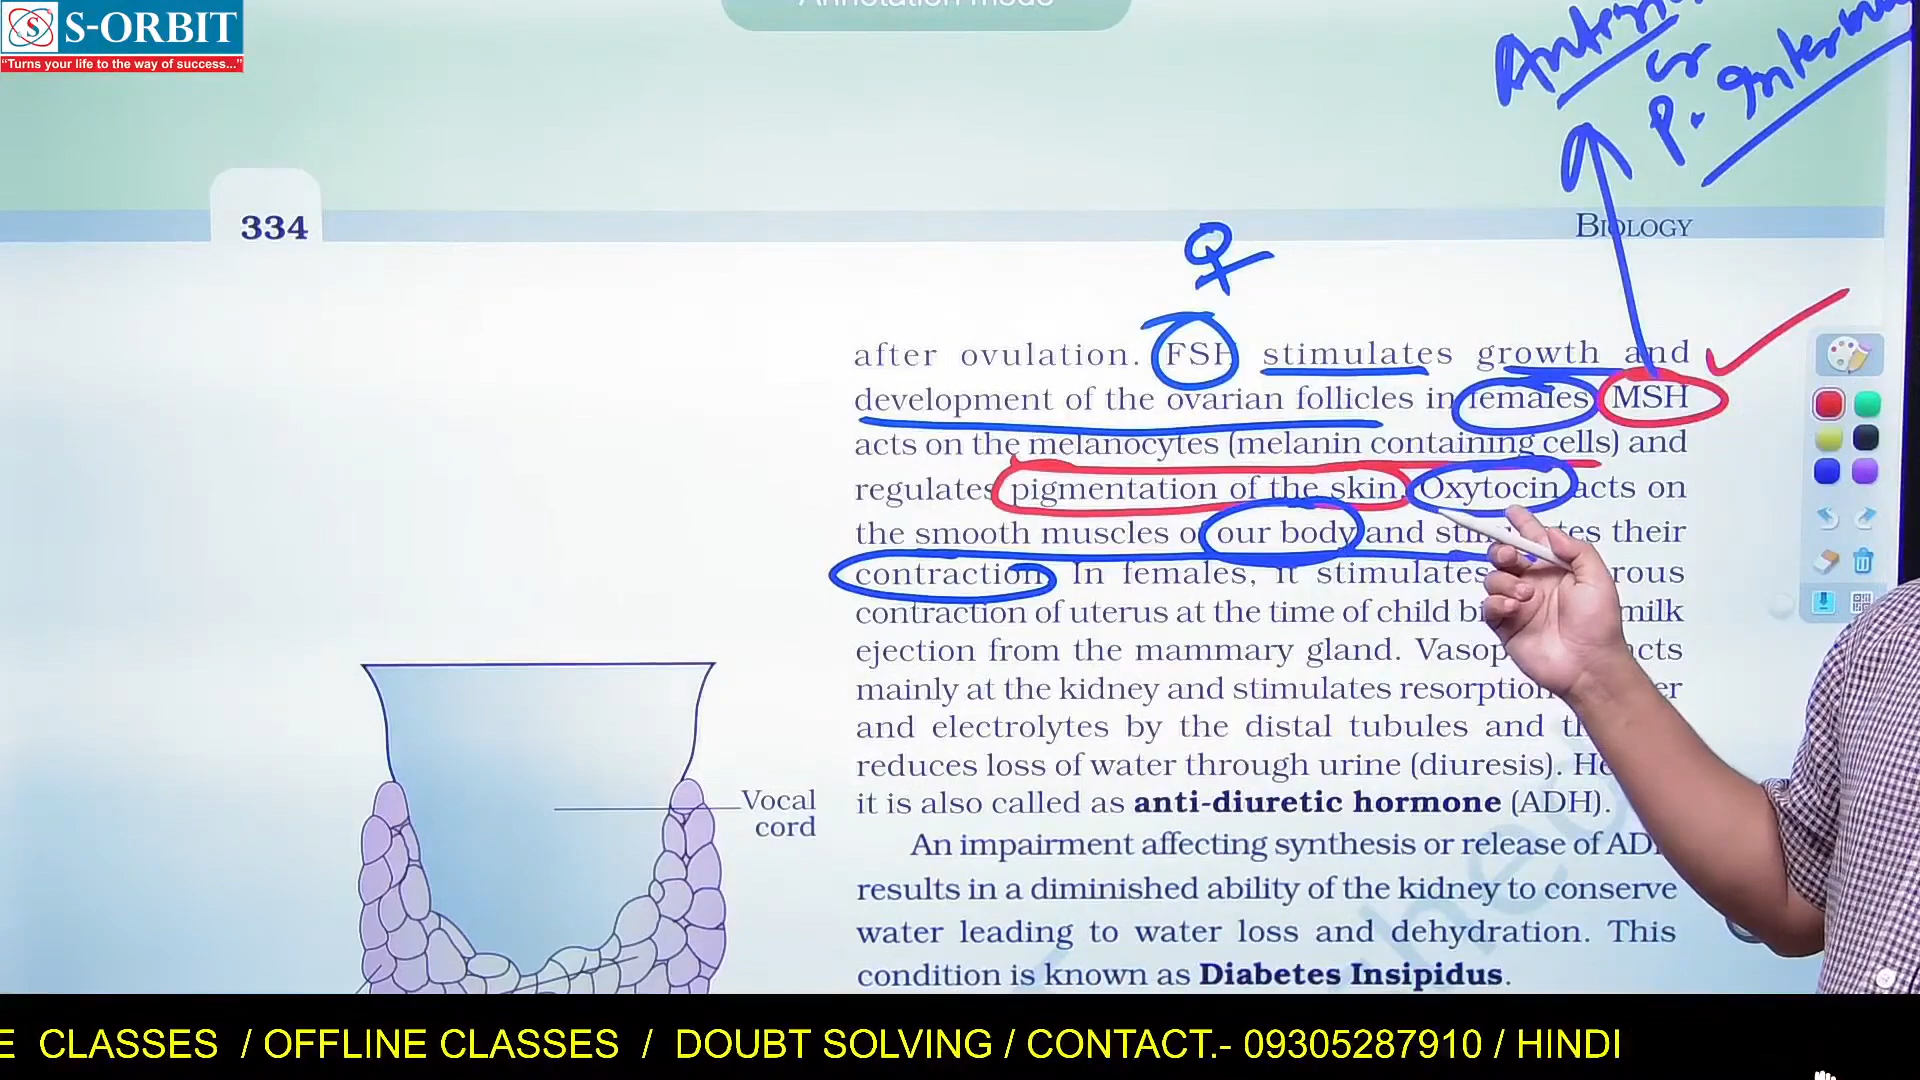 Annotation mode
S-ORBIT
“Turns your life to the way of success...”
or
P.
334
BIOLOGY
♀
after ovulation. FSH stimulates growth and
development of the ovarian follicles in females MSH
acts on the melanocytes (melanin containing cells) and
regulates pigmentation of the skin. Oxytocin acts on
the smooth muscles of our body and their
contraction In females, it stimulates
contraction of uterus at the time of child milk
ejection from the mammary gland.
mainly at the kidney and stimulates
and electrolytes by the distal tubules and
reduces loss of water through urine (diuresis).
it is also called as anti-diuretic hormone (ADH).
An impairment affecting synthesis or release of
results in a diminished ability of the kidney to conserve
water leading to water loss and dehydration. This
condition is known as Diabetes Insipidus.
Vocal
cord
E CLASSES / OFFLINE CLASSES / DOUBT SOLVING / CONTACT.- 09305287910 / HINDI